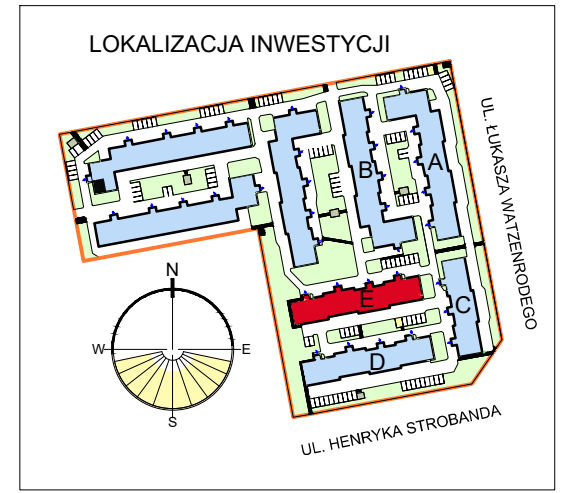 LOKALIZACJA INWESTYCJI
UL. ŁUKASZA WATZENRODEGO
A
B
C
E
D
N
W
E
S
UL. HENRYKA STROBANDA